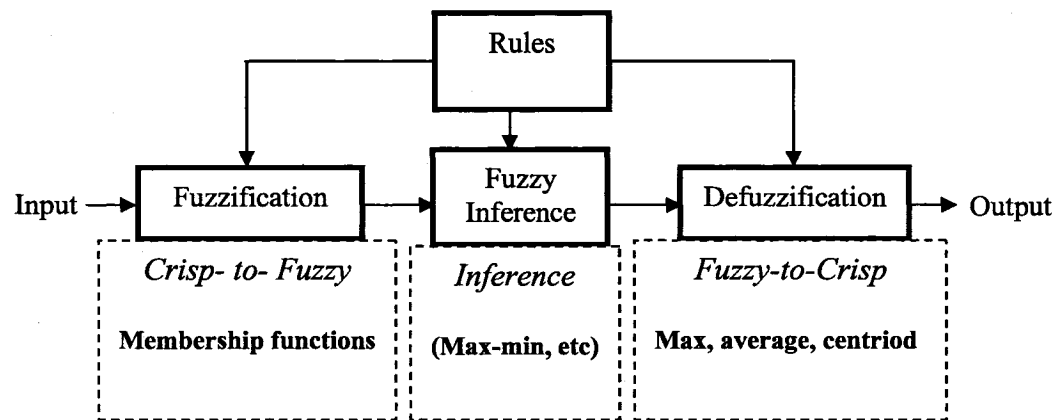 Rules
Input
Fuzzification
Fuzzy
Inference
Defuzzification
Output
Crisp- to- Fuzzy
Inference
Fuzzy-to-Crisp
Membership functions
(Max-min, etc)
Max, average, centriod